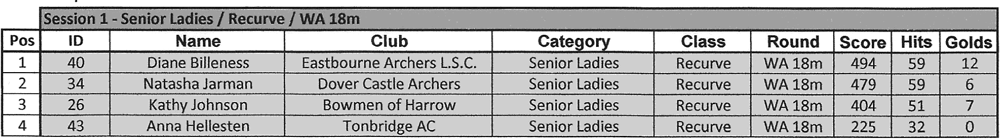 Session 1 - Senior Ladies / Recurve / WA 18m
Pos ID Name Club Category Class Round Score Hits Golds
1 40 Diane Billeness Eastbourne Archers L.S.C. Senior Ladies Recurve WA 18m 494 59 12
2 34 Natasha Jarman Dover Castle Archers Senior Ladies Recurve WA 18m 479 59 6
3 26 Kathy Johnson Bowmen of Harrow Senior Ladies Recurve WA 18m 404 51 7
4 43 Anna Hellesten Tonbridge AC Senior Ladies Recurve WA 18m 225 32 0